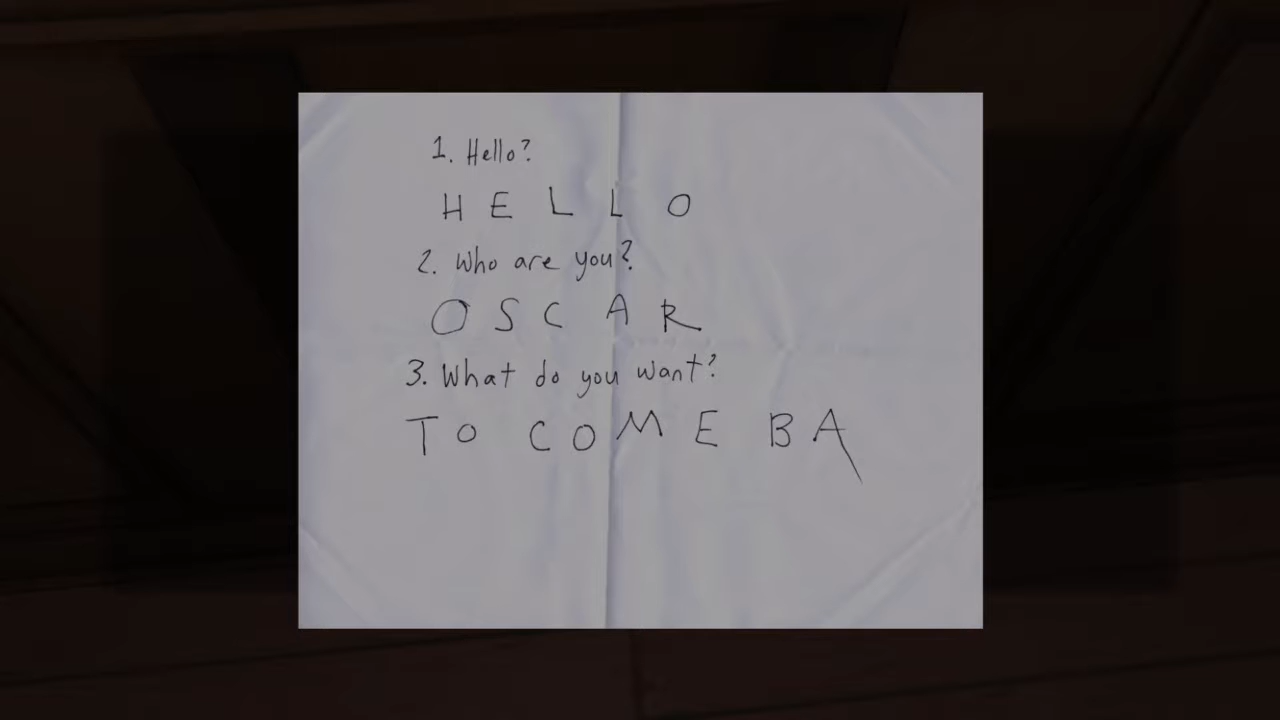 1. Hello?
H E L L O
2. Who are you?
O S C A R
3. What do you want?
T O C O M E B A